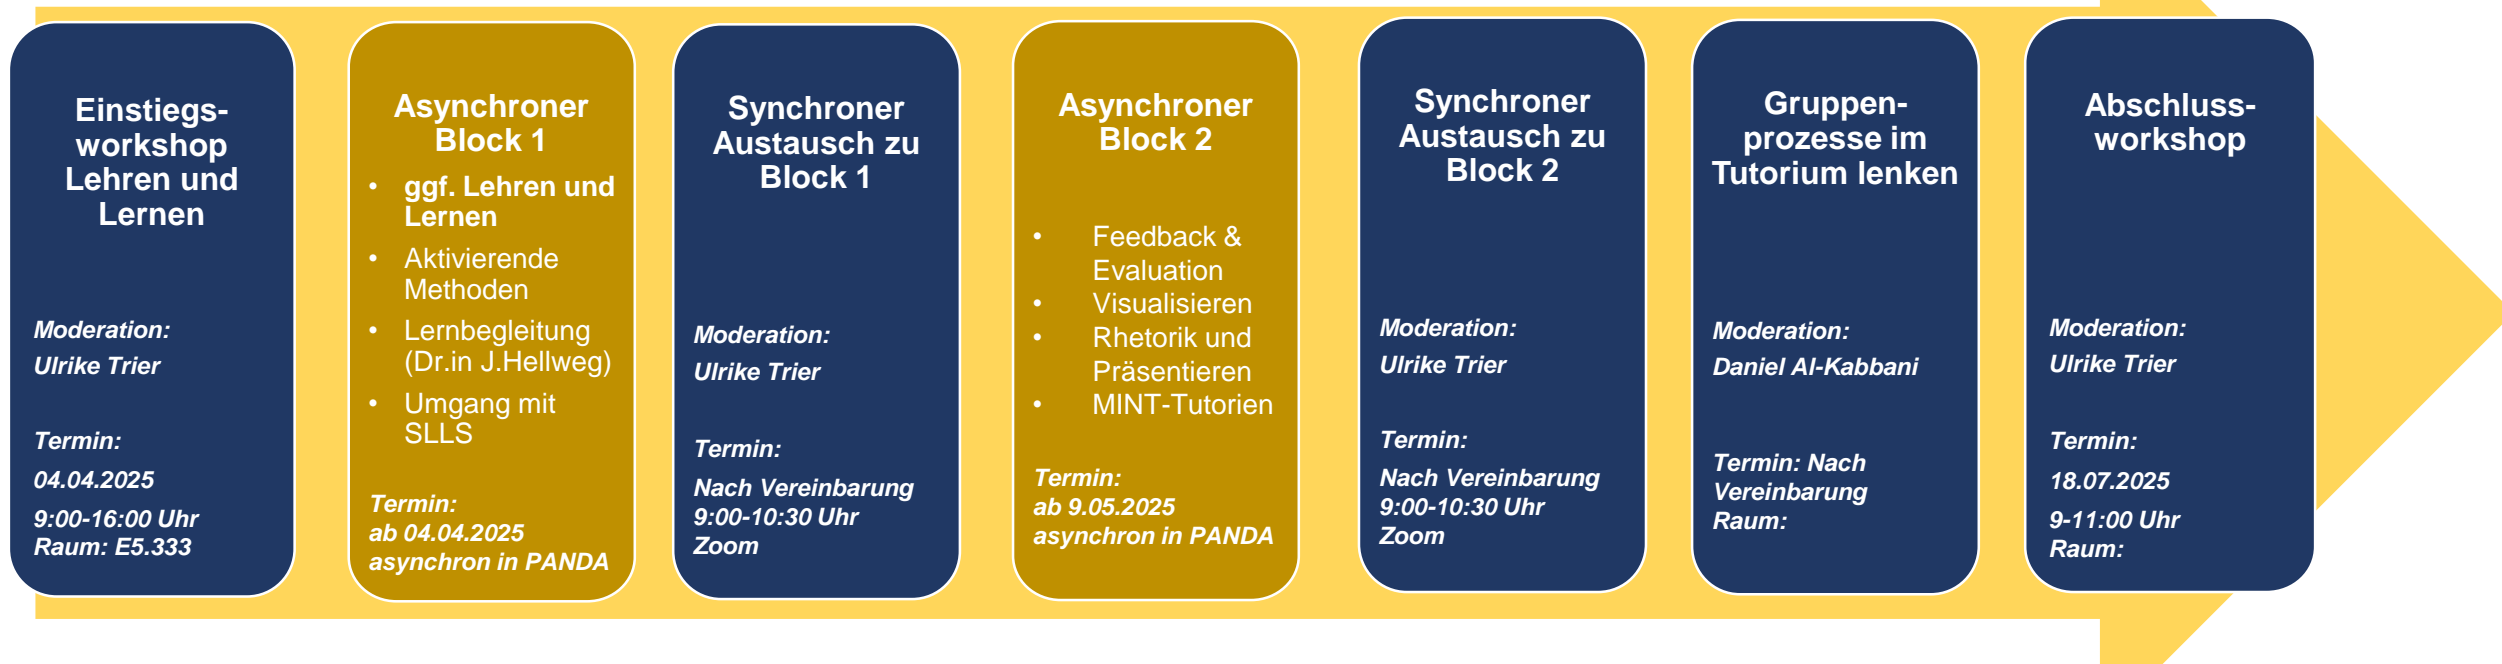 Einstiegs-
workshop
Lehren und
Lernen
Moderation:
Ulrike Trier
Termin:
04.04.2025
9:00-16:00 Uhr
Raum: E5.333
Asynchroner
Block 1
• ggf. Lehren und
Lernen
• Aktivierende
Methoden
• Lernbegleitung
(Dr.in J.Hellweg)
• Umgang mit
SLLS
Termin:
ab 04.04.2025
asynchron in PANDA
Synchroner
Austausch zu
Block 1
Moderation:
Ulrike Trier
Termin:
Nach Vereinbarung
9:00-10:30 Uhr
Zoom
Asynchroner
Block 2
• Feedback &
Evaluation
• Visualisieren
• Rhetorik und
Präsentieren
• MINT-Tutorien
Termin:
ab 9.05.2025
asynchron in PANDA
Synchroner
Austausch zu
Block 2
Moderation:
Ulrike Trier
Termin:
Nach Vereinbarung
9:00-10:30 Uhr
Zoom
Gruppen-
prozesse im
Tutorium lenken
Moderation:
Daniel Al-Kabbani
Termin: Nach
Vereinbarung
Raum:
Abschluss-
workshop
Moderation:
Ulrike Trier
Termin:
18.07.2025
9-11:00 Uhr
Raum: